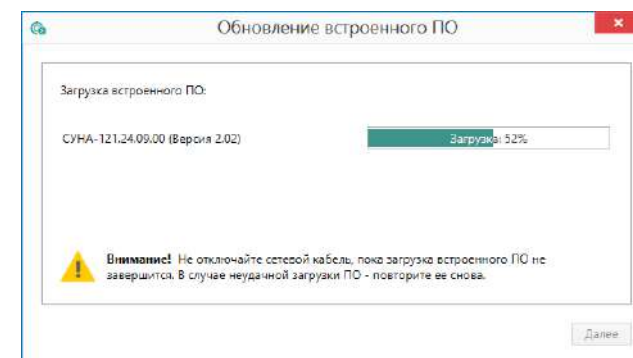 Обновление встроенного ПО
Загрузка встроенного ПО:
СУНА-121.24.09.00 (Версия 2.02)
Загрузка: 52%
Внимание! Не отключайте сетевой кабель, пока загрузка встроенного ПО не
завершится. В случае неудачной загрузки ПО - повторите ее снова.
Далее